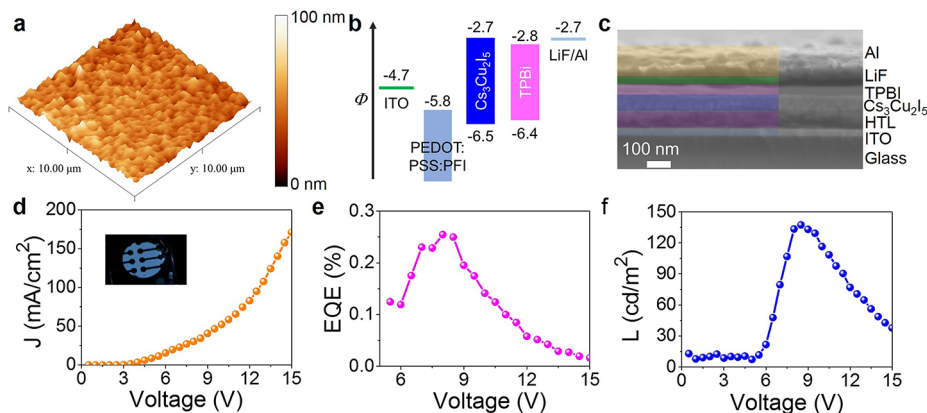 a
100 nm
0 nm
x: 10.00 µm
y: 10.00 µm
b
Φ
-4.7
ITO
-5.8
PEDOT:
PSS:PFI
-2.7
Cs3Cu2I5
-6.5
-2.8
TPBi
-6.4
-2.7
LiF/Al
c
Al
LiF
TPBI
Cs3Cu2I5
HTL
ITO
Glass
100 nm
d
J (mA/cm²)
200
150
100
50
0
0 3 6 9 12 15
Voltage (V)
e
EQE (%)
0.3
0.2
0.1
0.0
6 9 12 15
Voltage (V)
f
L (cd/m²)
150
120
90
60
30
0
0 3 6 9 12 15
Voltage (V)